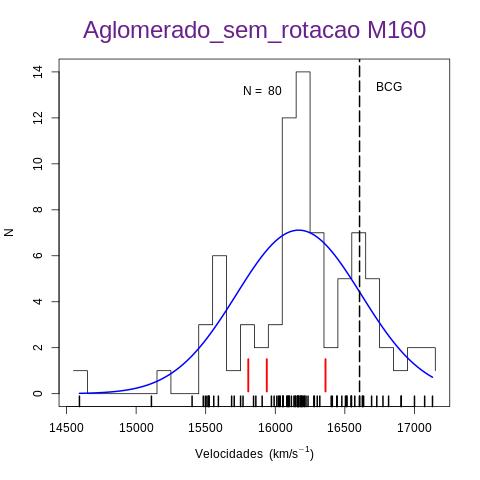 Aglomerado_sem_rotacao M160
N = 80
BCG
14
12
10
8
6
4
2
0
N
14500 15000 15500 16000 16500 17000
Velocidades (km/s⁻¹)